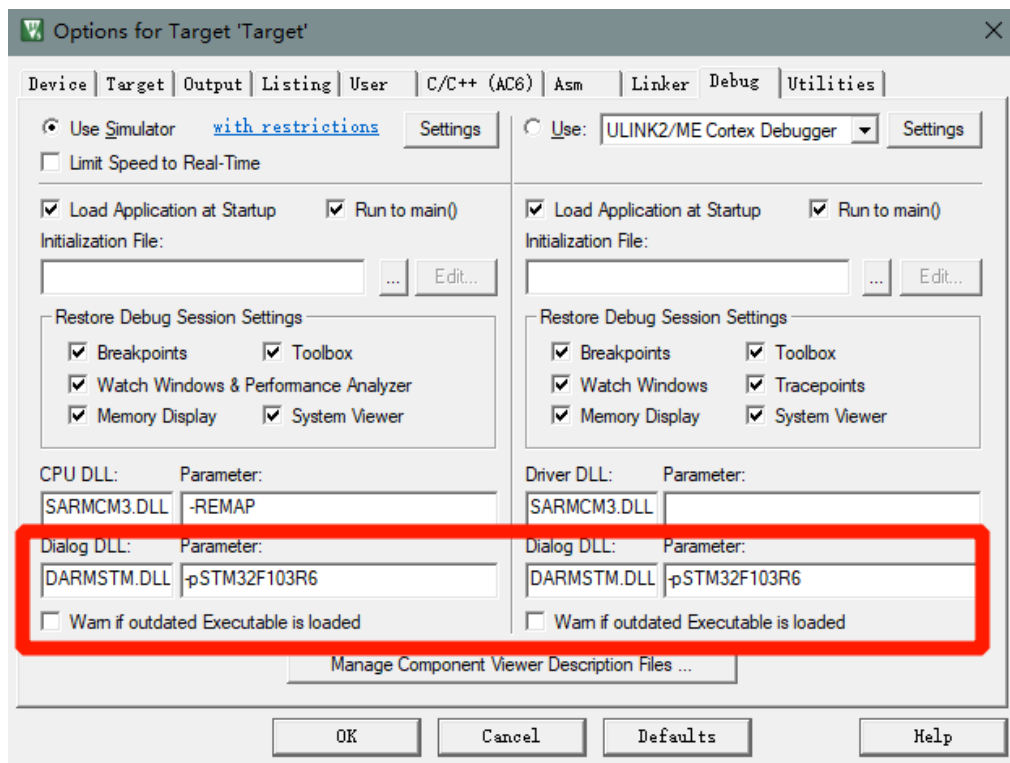 Options for Target 'Target'
Device Target Output Listing User C/C++ (AC6) Asm Linker Debug Utilities
Use Simulator with restrictions Settings Use: ULINK2/ME Cortex Debugger Settings
Limit Speed to Real-Time
Load Application at Startup Run to main() Load Application at Startup Run to main()
Initialization File: Initialization File:
... Edit... ... Edit...
Restore Debug Session Settings Restore Debug Session Settings
Breakpoints Toolbox Breakpoints Toolbox
Watch Windows & Performance Analyzer Watch Windows Tracepoints
Memory Display System Viewer Memory Display System Viewer
CPU DLL: Parameter: Driver DLL: Parameter:
SARMCM3.DLL -REMAP SARMCM3.DLL
Dialog DLL: Parameter: Dialog DLL: Parameter:
DARMSTM.DLL -pSTM32F103R6 DARMSTM.DLL -pSTM32F103R6
Warn if outdated Executable is loaded Warn if outdated Executable is loaded
Manage Component Viewer Description Files ...
OK Cancel Defaults Help